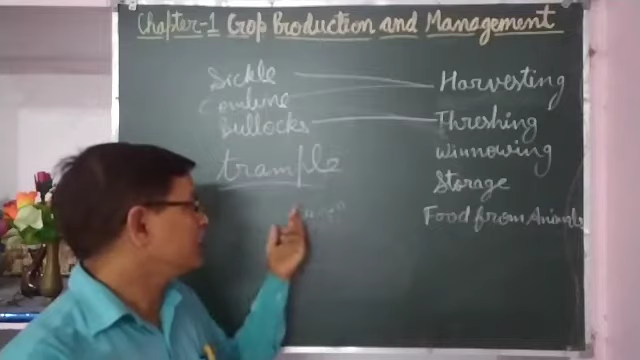 Chapter-1 Crop Production and Management
Sickle
Combine
Bullocks
trample
Harvesting
Threshing
Winnowing
Storage
Food from Animals